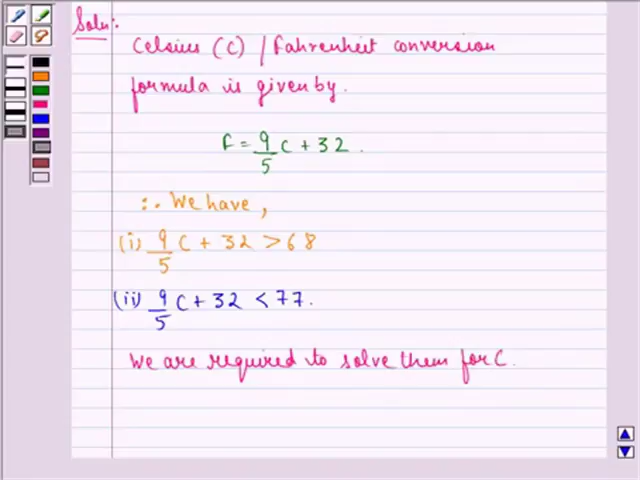 Soln:
Celsius (C) / Fahrenheit conversion
formula is given by.
F = 9/5 C + 32.
∴ We have,
(i) 9/5 C + 32 > 68
(ii) 9/5 C + 32 < 77.
We are required to solve them for C.